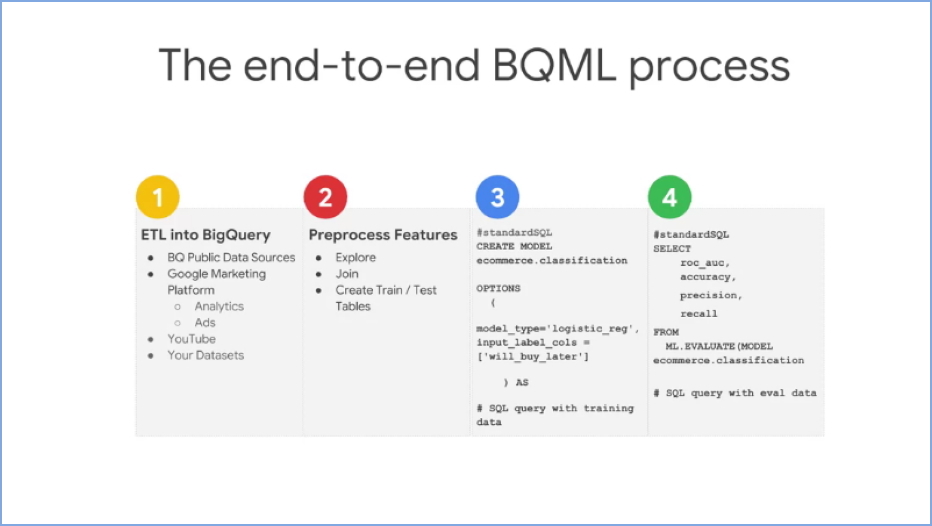 The end-to-end BQML process
1
ETL into BigQuery
● BQ Public Data Sources
● Google Marketing
Platform
○ Analytics
○ Ads
● YouTube
● Your Datasets
2
Preprocess Features
● Explore
● Join
● Create Train / Test
Tables
3
#standardSQL
CREATE MODEL
ecommerce.classification
OPTIONS
(
model_type='logistic_reg',
input_label_cols =
['will_buy_later']
) AS
# SQL query with training
data
4
#standardSQL
SELECT
roc_auc,
accuracy,
precision,
recall
FROM
ML.EVALUATE(MODEL
ecommerce.classification
# SQL query with eval data